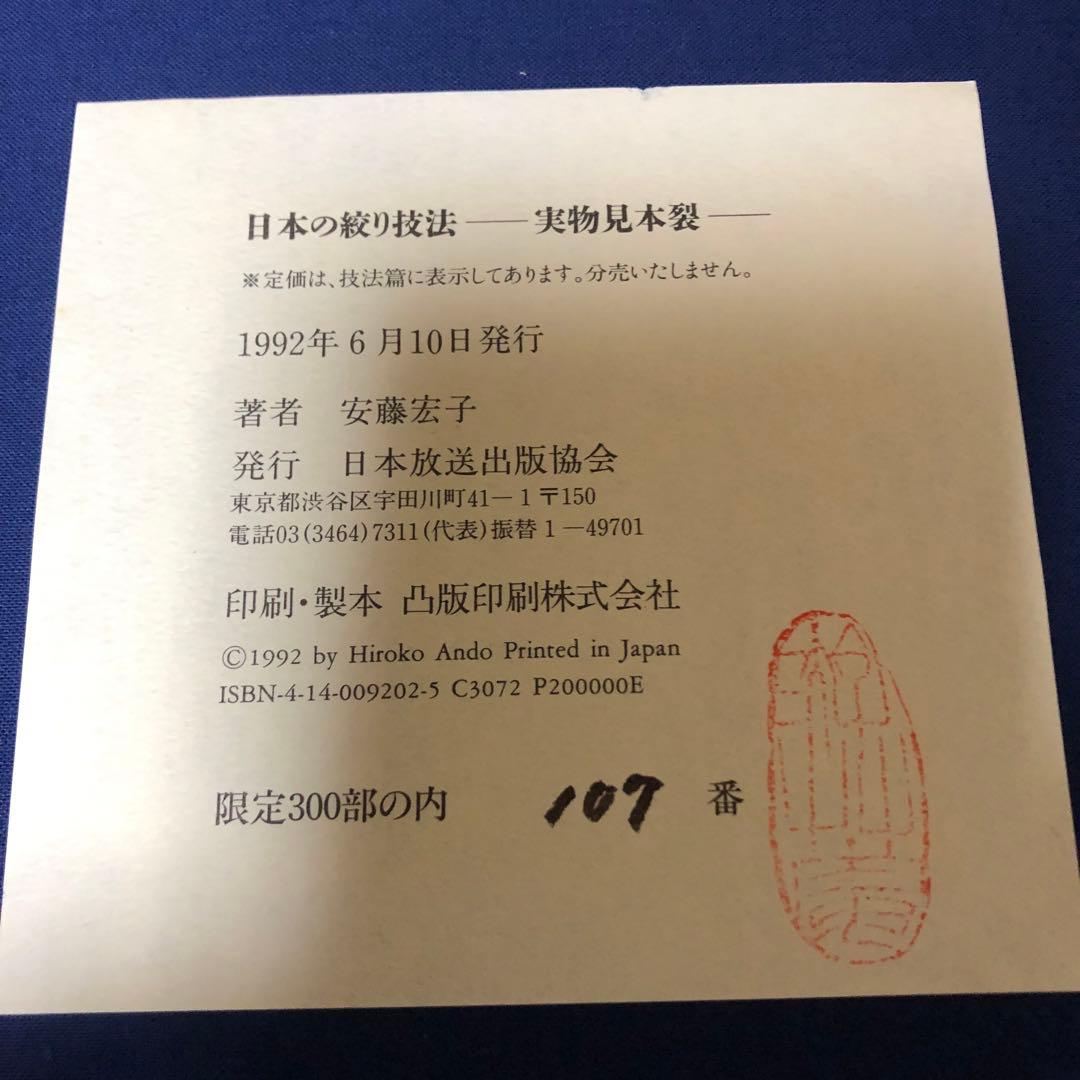 日本の絞り技法――実物見本裂――
※定価は、技法篇に表示してあります。分売いたしません。
1992年6月10日発行
著者 安藤宏子
発行 日本放送出版協会
東京都渋谷区宇田川町41―1 〒150
電話03(3464)7311(代表)振替1―49701
印刷・製本 凸版印刷株式会社
©1992 by Hiroko Ando Printed in Japan
ISBN-4-14-009202-5 C3072 P200000E
限定300部の内 107 番